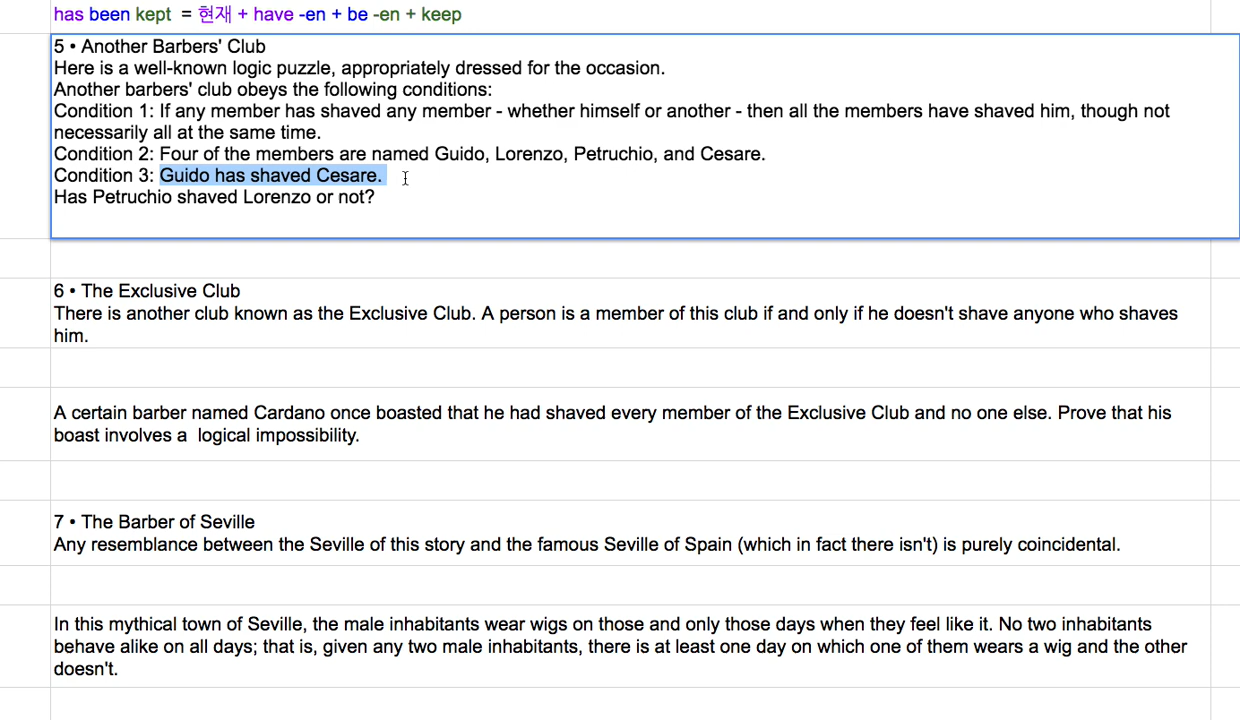 has been kept = 현재 + have -en + be -en + keep
5 • Another Barbers' Club
Here is a well-known logic puzzle, appropriately dressed for the occasion.
Another barbers' club obeys the following conditions:
Condition 1: If any member has shaved any member - whether himself or another - then all the members have shaved him, though not
necessarily all at the same time.
Condition 2: Four of the members are named Guido, Lorenzo, Petruchio, and Cesare.
Condition 3: Guido has shaved Cesare.
Has Petruchio shaved Lorenzo or not?
6 • The Exclusive Club
There is another club known as the Exclusive Club. A person is a member of this club if and only if he doesn't shave anyone who shaves
him.
A certain barber named Cardano once boasted that he had shaved every member of the Exclusive Club and no one else. Prove that his
boast involves a  logical impossibility.
7 • The Barber of Seville
Any resemblance between the Seville of this story and the famous Seville of Spain (which in fact there isn't) is purely coincidental.
In this mythical town of Seville, the male inhabitants wear wigs on those and only those days when they feel like it. No two inhabitants
behave alike on all days; that is, given any two male inhabitants, there is at least one day on which one of them wears a wig and the other
doesn't.